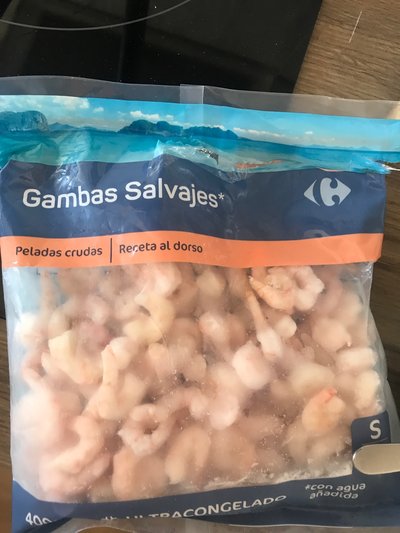 Gambas Salvajes*
Peladas crudas | Receta al dorso
S
ULTRACONGELADO
*con agua
añadida